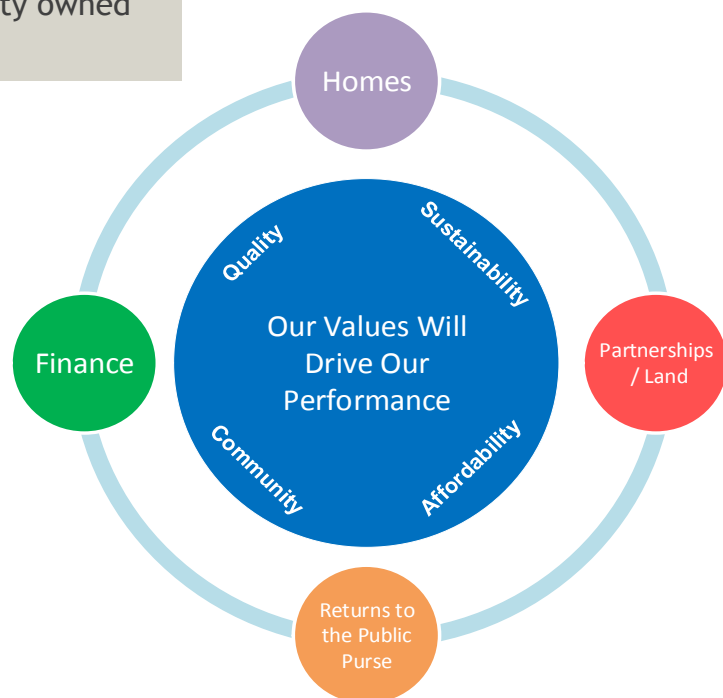 ty owned
Homes
Quality
Sustainability
Our Values Will
Drive Our
Performance
Finance
Partnerships
/ Land
Community
Affordability
Returns to
the Public
Purse